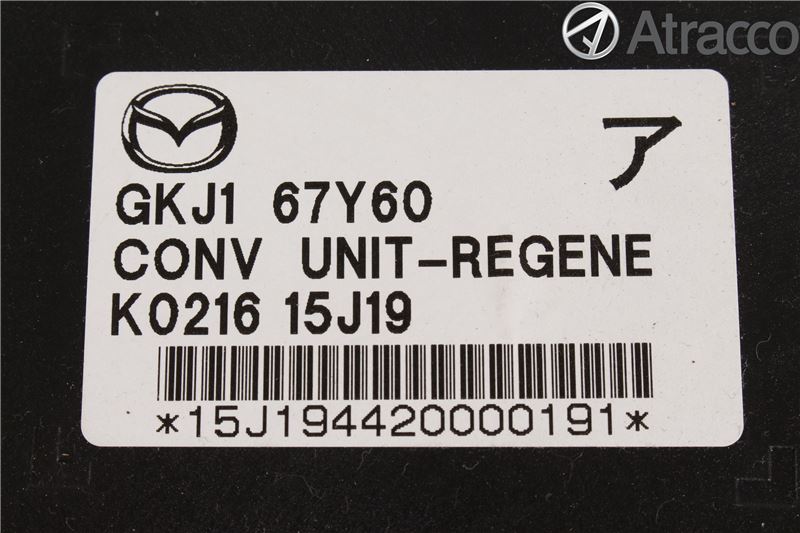 Atracco
ア
GKJ1 67Y60
CONV UNIT-REGENE
K0216 15J19
*15J194420000191*